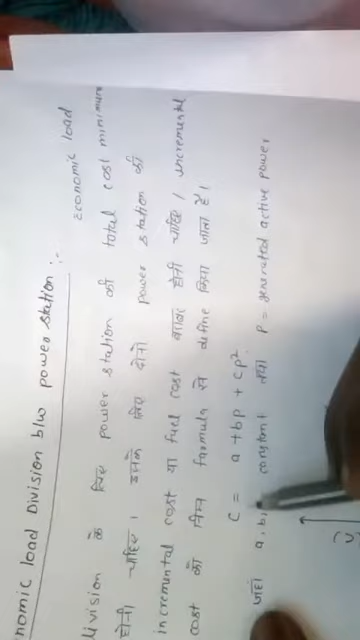 nomic load Division b/w power station :-
Economic load
division के लिए power station की total cost minimum
होनी चाहिए। इसके लिए दोनो power station की
incremental cost या fuel cost बराबर होनी चाहिए। incremental
cost को निम्न formula से define किया जाता है।
C = a + bp + cp².
जहाँ a, b, constant तथा P = generated active power,